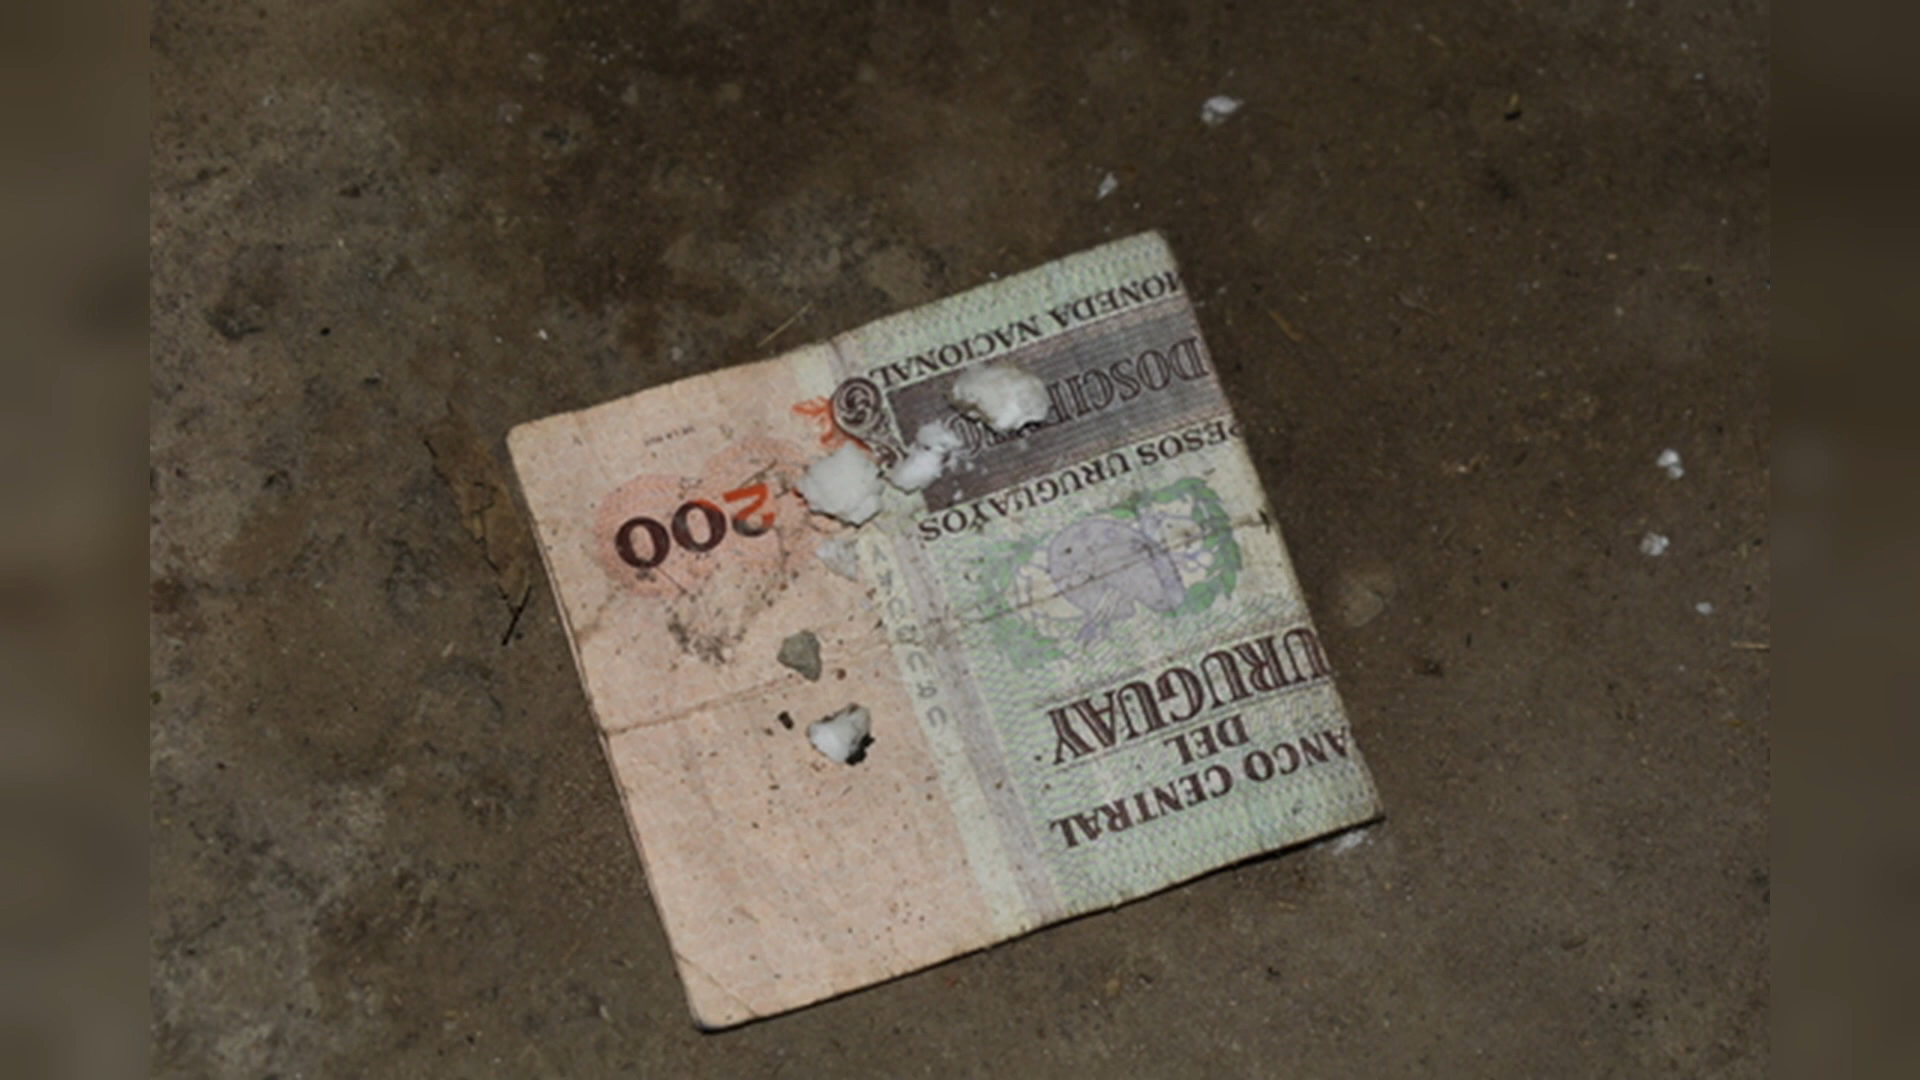 BANCO CENTRAL
DEL
URUGUAY
PESOS URUGUAYOS
MONEDA NACIONAL
200